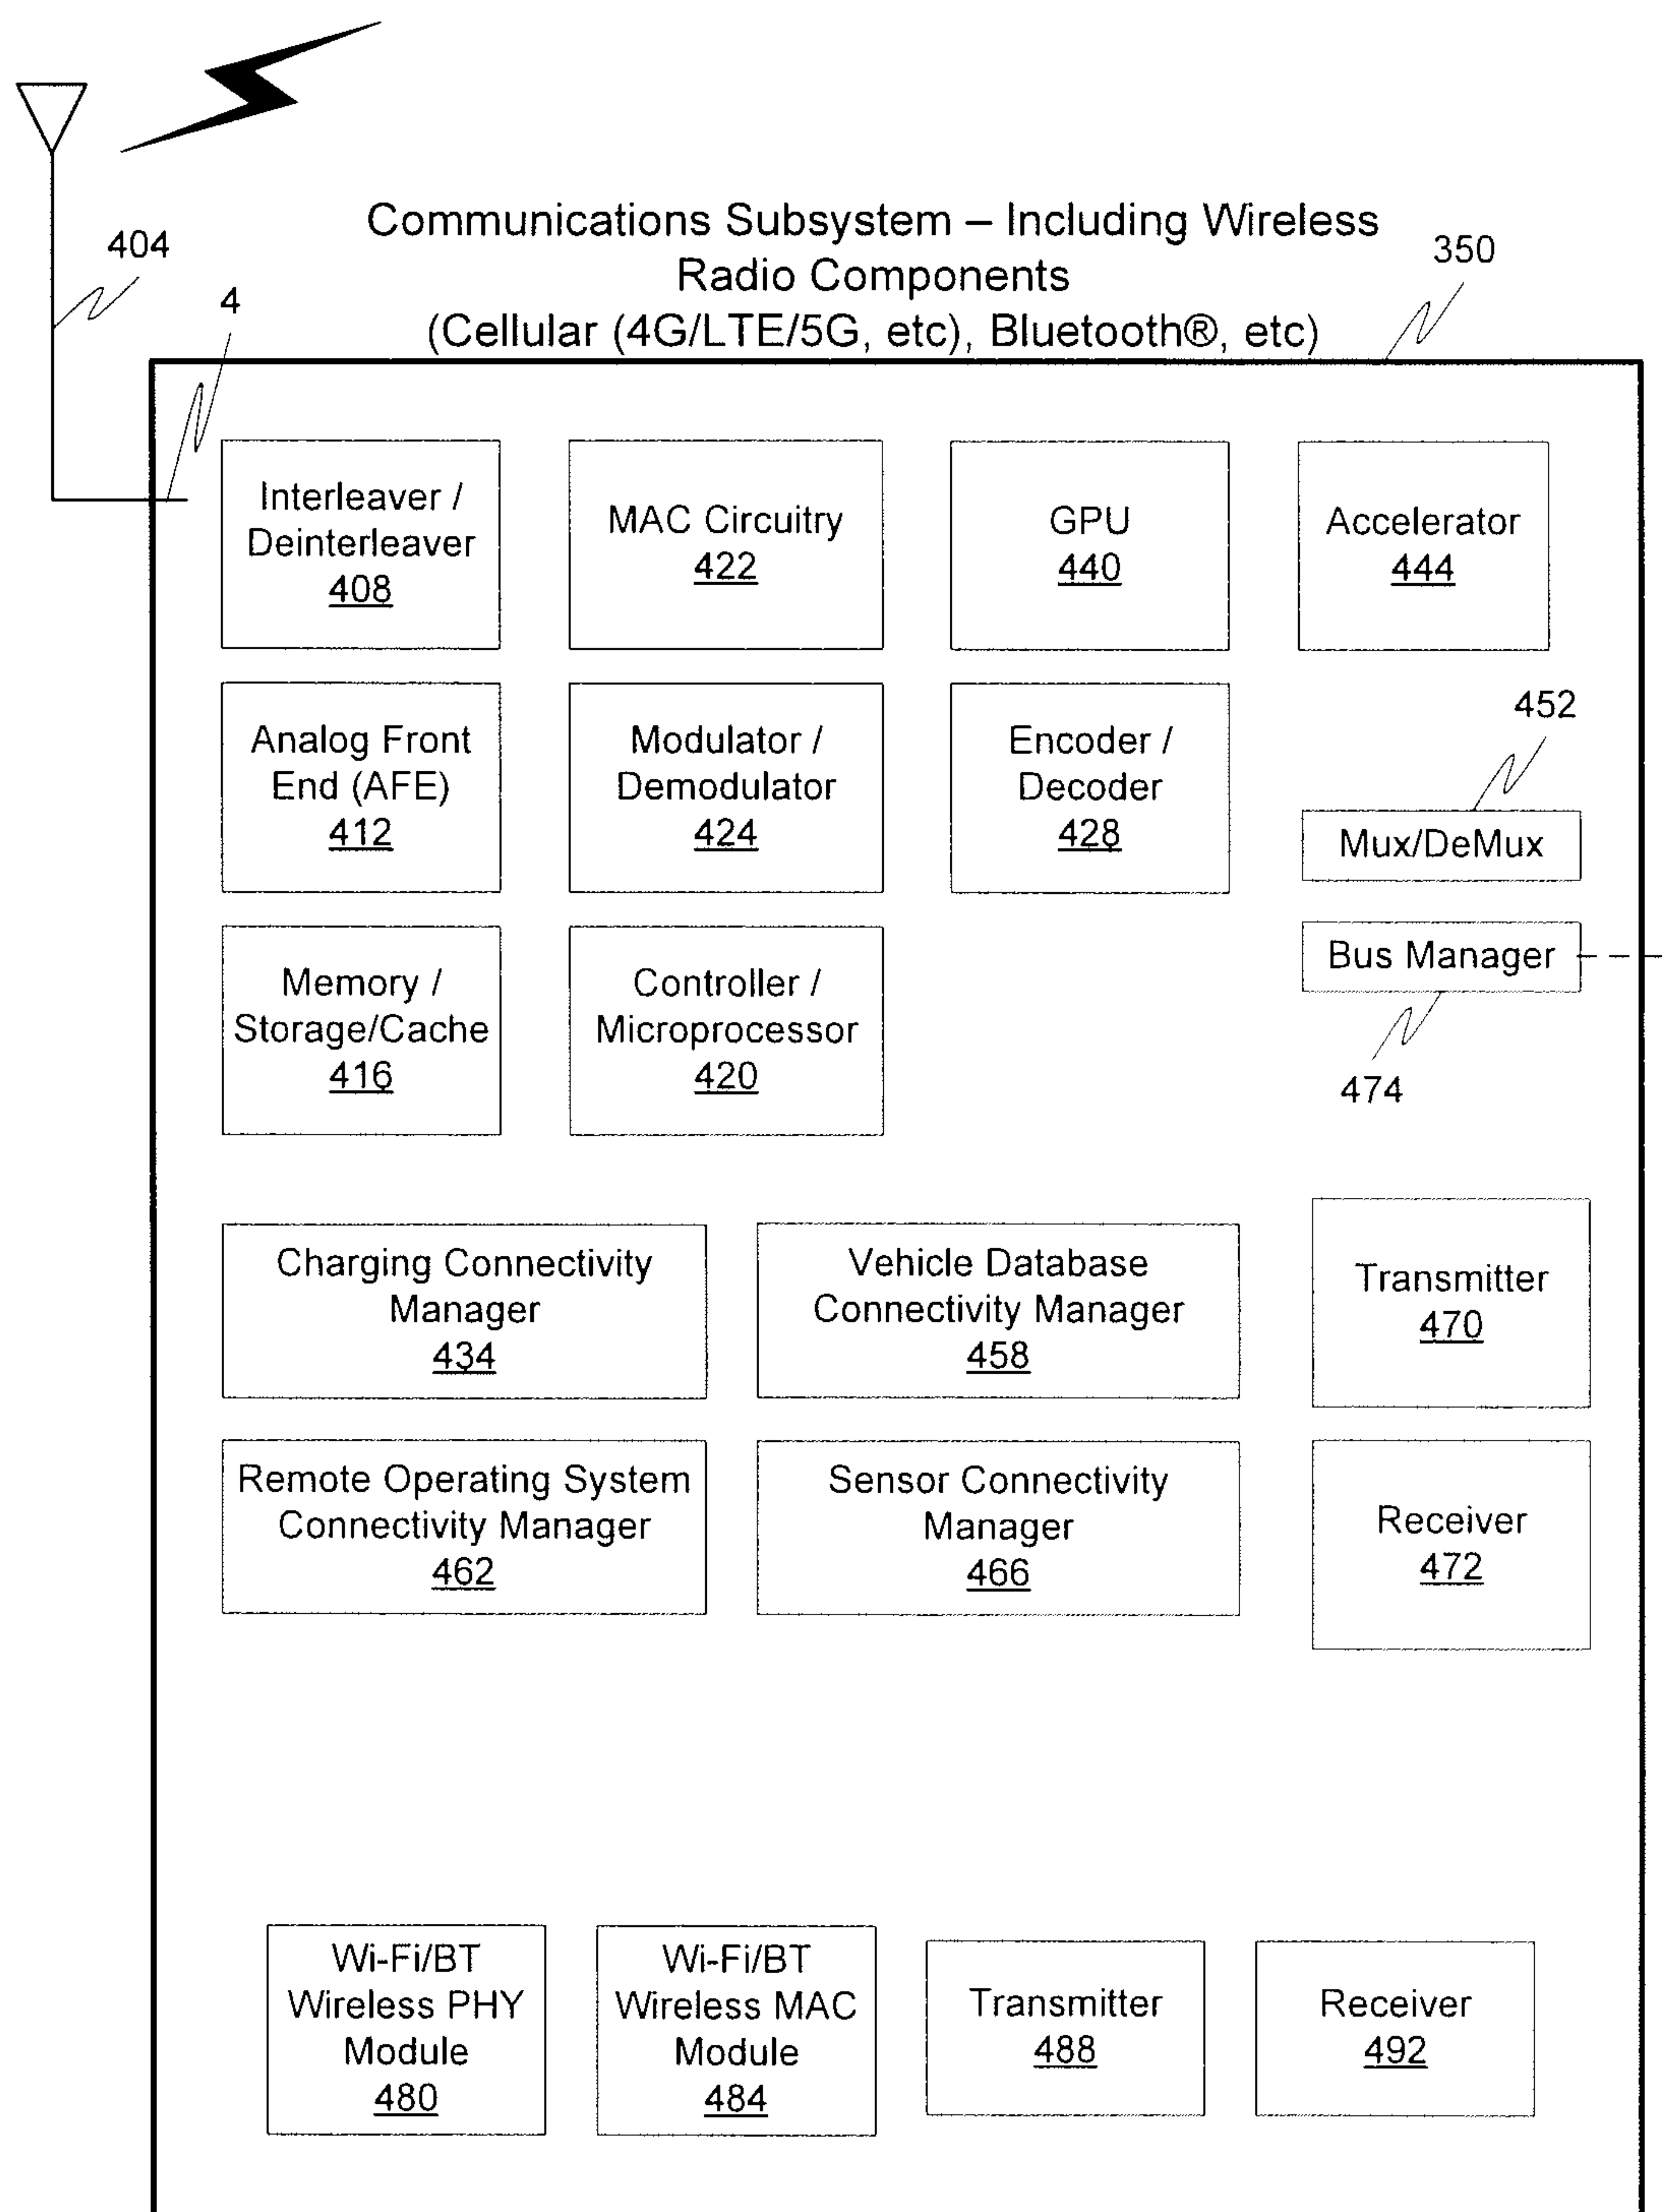 Communications Subsystem – Including Wireless
Radio Components
(Cellular (4G/LTE/5G, etc), Bluetooth®, etc)
404
4
350
Interleaver /
Deinterleaver
408
MAC Circuitry
422
GPU
440
Accelerator
444
Analog Front
End (AFE)
412
Modulator /
Demodulator
424
Encoder /
Decoder
428
452
Mux/DeMux
Memory /
Storage/Cache
416
Controller /
Microprocessor
420
Bus Manager
474
Charging Connectivity
Manager
434
Vehicle Database
Connectivity Manager
458
Transmitter
470
Remote Operating System
Connectivity Manager
462
Sensor Connectivity
Manager
466
Receiver
472
Wi-Fi/BT
Wireless PHY
Module
480
Wi-Fi/BT
Wireless MAC
Module
484
Transmitter
488
Receiver
492